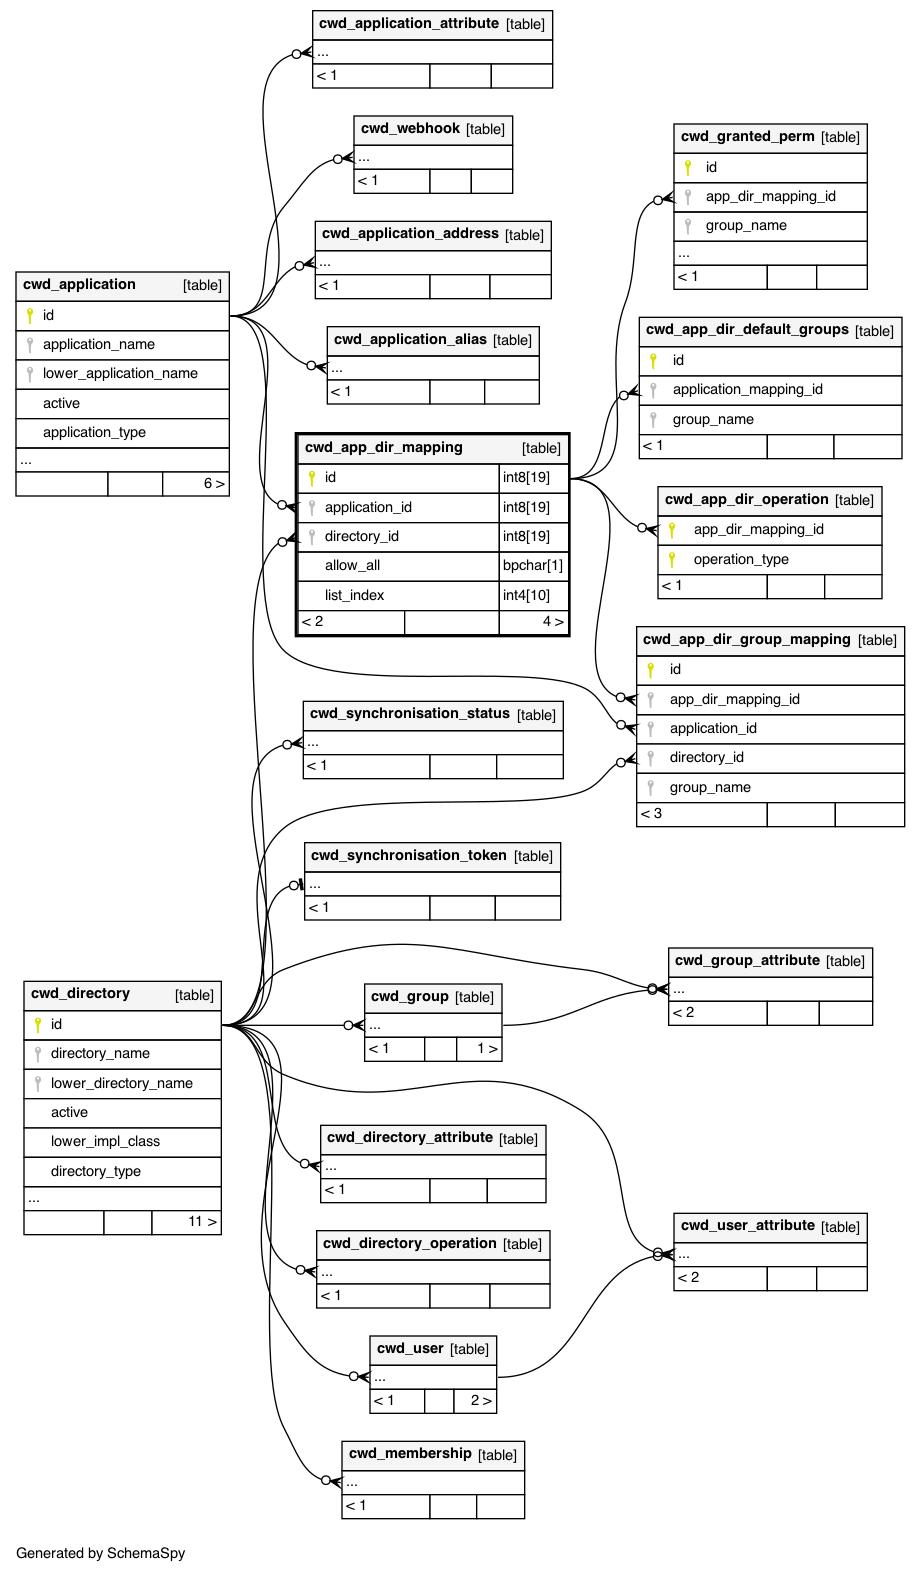 cwd_application_attribute [table]
...
< 1
cwd_webhook [table]
...
< 1
cwd_application_address [table]
...
< 1
cwd_application [table]
id
application_name
lower_application_name
active
application_type
...
6 >
cwd_application_alias [table]
...
< 1
cwd_app_dir_mapping [table]
id int8[19]
application_id int8[19]
directory_id int8[19]
allow_all bpchar[1]
list_index int4[10]
< 2 4 >
cwd_granted_perm [table]
id
app_dir_mapping_id
group_name
...
< 1
cwd_app_dir_default_groups [table]
id
application_mapping_id
group_name
< 1
cwd_app_dir_operation [table]
app_dir_mapping_id
operation_type
< 1
cwd_app_dir_group_mapping [table]
id
app_dir_mapping_id
application_id
directory_id
group_name
< 3
cwd_synchronisation_status [table]
...
< 1
cwd_synchronisation_token [table]
...
< 1
cwd_directory [table]
id
directory_name
lower_directory_name
active
lower_impl_class
directory_type
...
11 >
cwd_group [table]
...
< 1 1 >
cwd_group_attribute [table]
...
< 2
cwd_directory_attribute [table]
...
< 1
cwd_directory_operation [table]
...
< 1
cwd_user_attribute [table]
...
< 2
cwd_user [table]
...
< 1 2 >
cwd_membership [table]
...
< 1
Generated by SchemaSpy